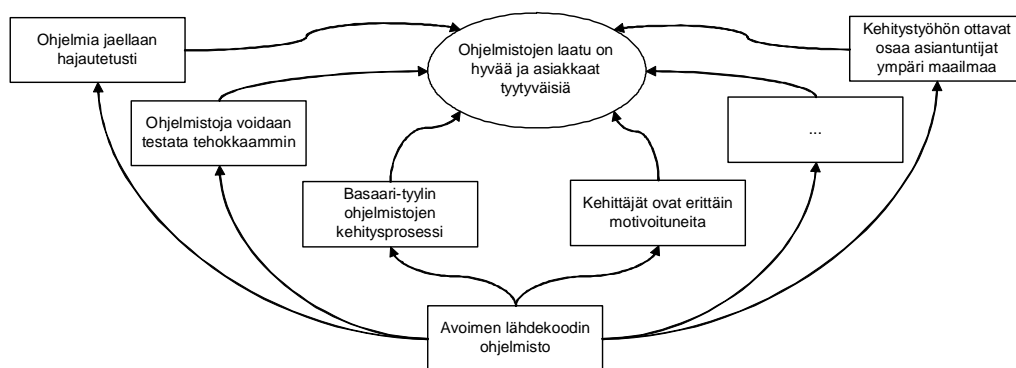 Ohjelmia jaellaan
hajautetusti
Ohjelmistojen laatu on
hyvää ja asiakkaat
tyytyväisiä
Kehitystyöhön ottavat
osaa asiantuntijat
ympäri maailmaa
Ohjelmistoja voidaan
testata tehokkaammin
...
Basaari-tyylin
ohjelmistojen
kehitysprosessi
Kehittäjät ovat erittäin
motivoituneita
Avoimen lähdekoodin
ohjelmisto